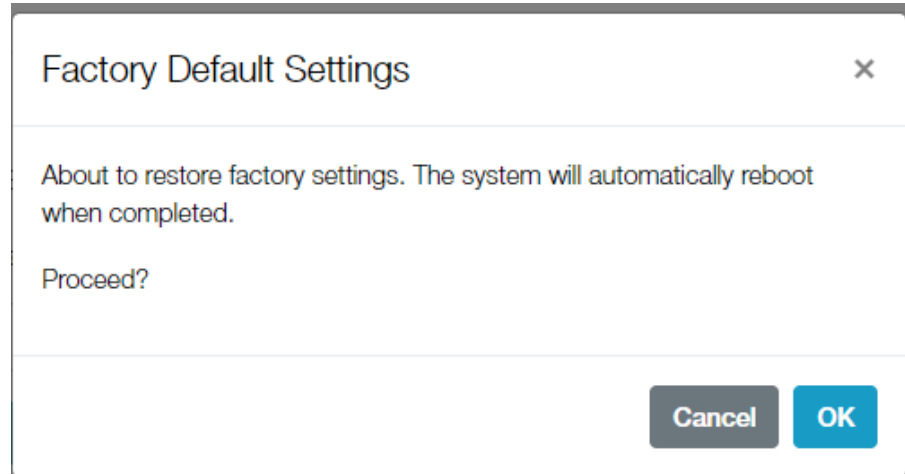 Factory Default Settings ×
About to restore factory settings. The system will automatically reboot
when completed.
Proceed?
Cancel OK